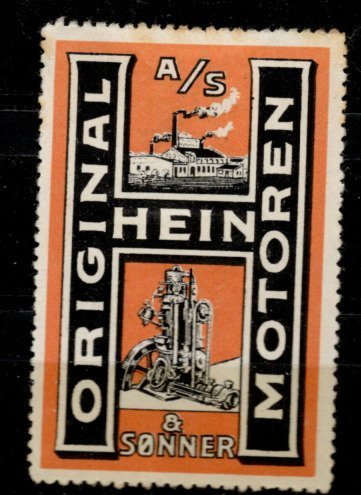 ORIGINAL
A/S
HEIN
& SØNNER
MOTOREN